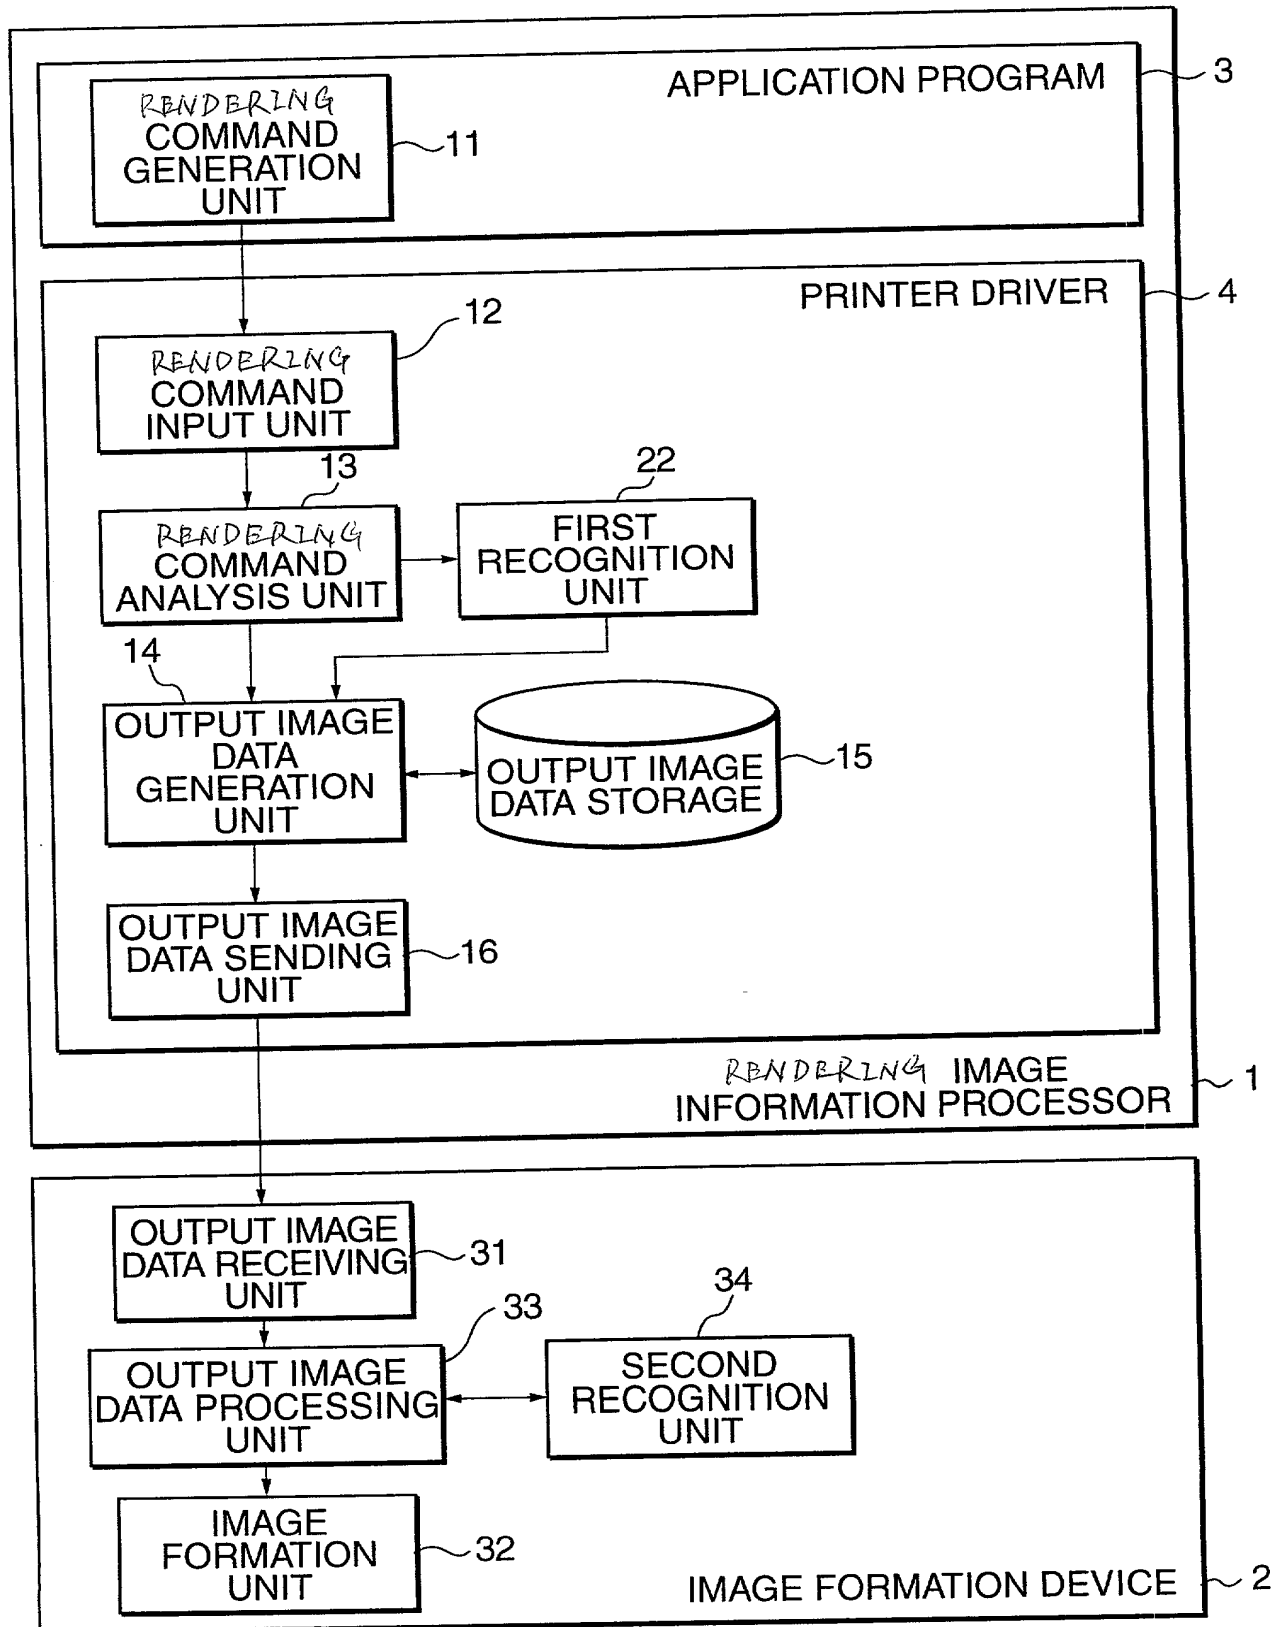 APPLICATION PROGRAM
3
RENDERING
COMMAND
GENERATION
UNIT
11
PRINTER DRIVER
4
12
RENDERING
COMMAND
INPUT UNIT
13
RENDERING
COMMAND
ANALYSIS UNIT
22
FIRST
RECOGNITION
UNIT
14
OUTPUT IMAGE
DATA
GENERATION
UNIT
OUTPUT IMAGE
DATA STORAGE
15
OUTPUT IMAGE
DATA SENDING
UNIT
16
RENDERING IMAGE
INFORMATION PROCESSOR
1
OUTPUT IMAGE
DATA RECEIVING
UNIT
31
33
OUTPUT IMAGE
DATA PROCESSING
UNIT
34
SECOND
RECOGNITION
UNIT
IMAGE
FORMATION
UNIT
32
IMAGE FORMATION DEVICE
2